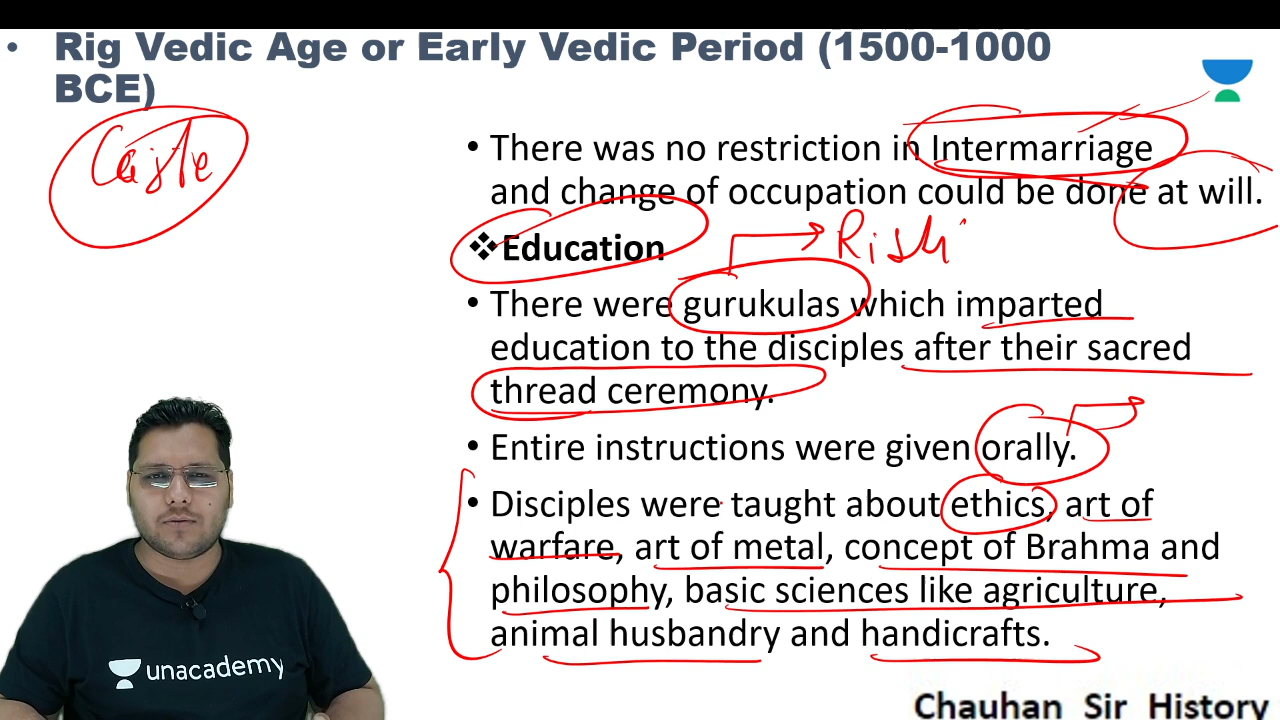 • Rig Vedic Age or Early Vedic Period (1500-1000
BCE)
Caste
• There was no restriction in Intermarriage
and change of occupation could be done at will.
❖Education
Rishi
• There were gurukulas which imparted
education to the disciples after their sacred
thread ceremony.
• Entire instructions were given orally.
• Disciples were taught about ethics, art of
warfare, art of metal, concept of Brahma and
philosophy, basic sciences like agriculture,
animal husbandry and handicrafts.
unacademy
Chauhan Sir History